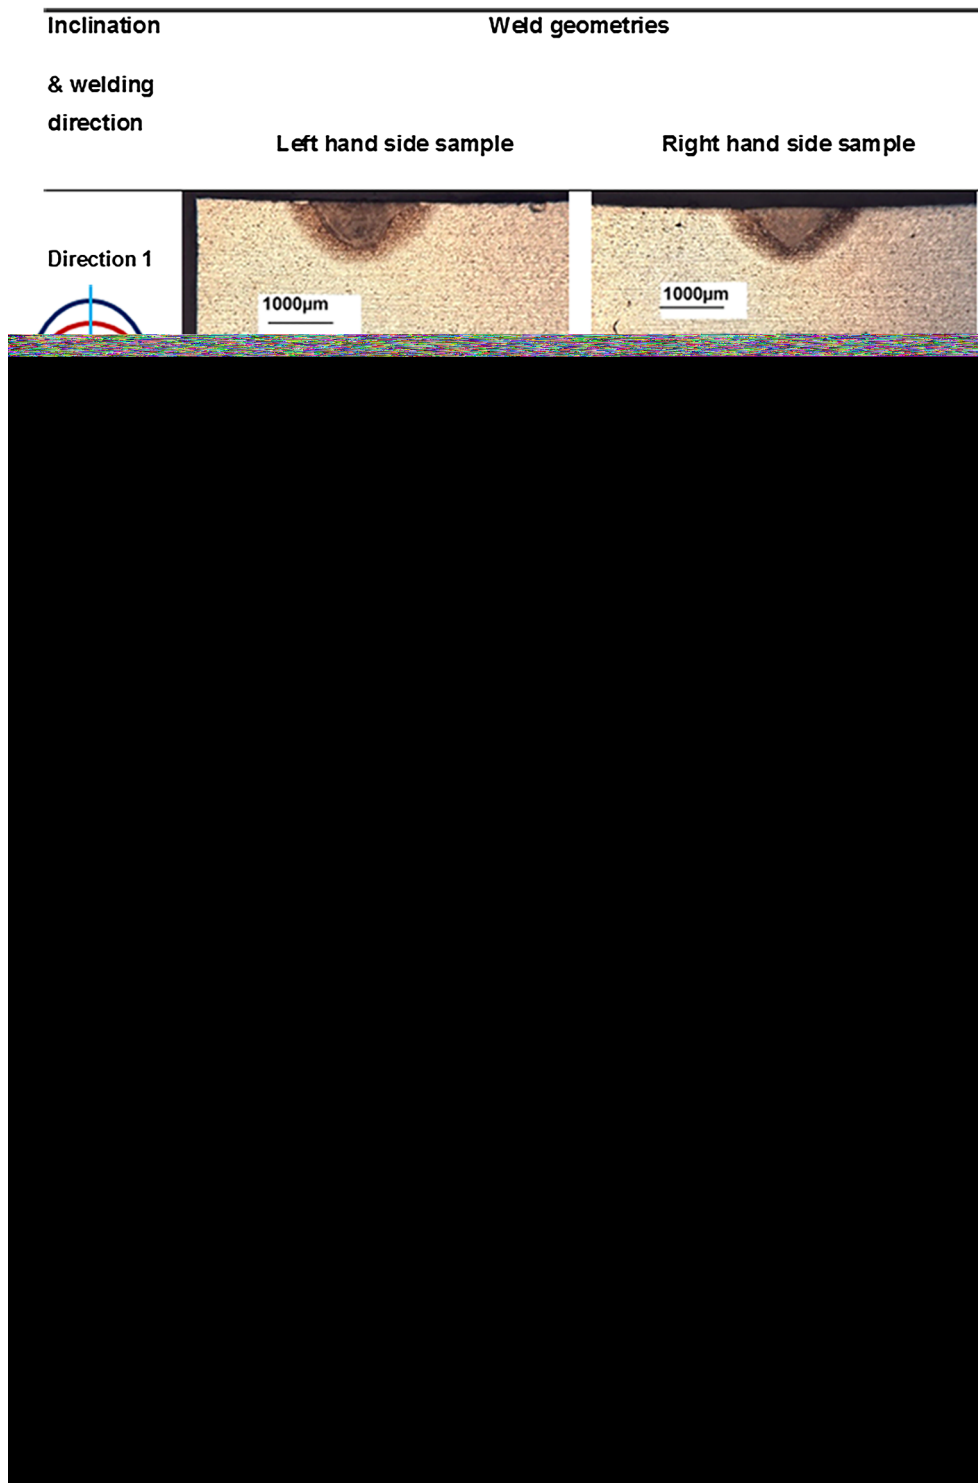 Inclination
Weld geometries
& welding
direction
Left hand side sample
Right hand side sample
Direction 1
1000µm
1000µm